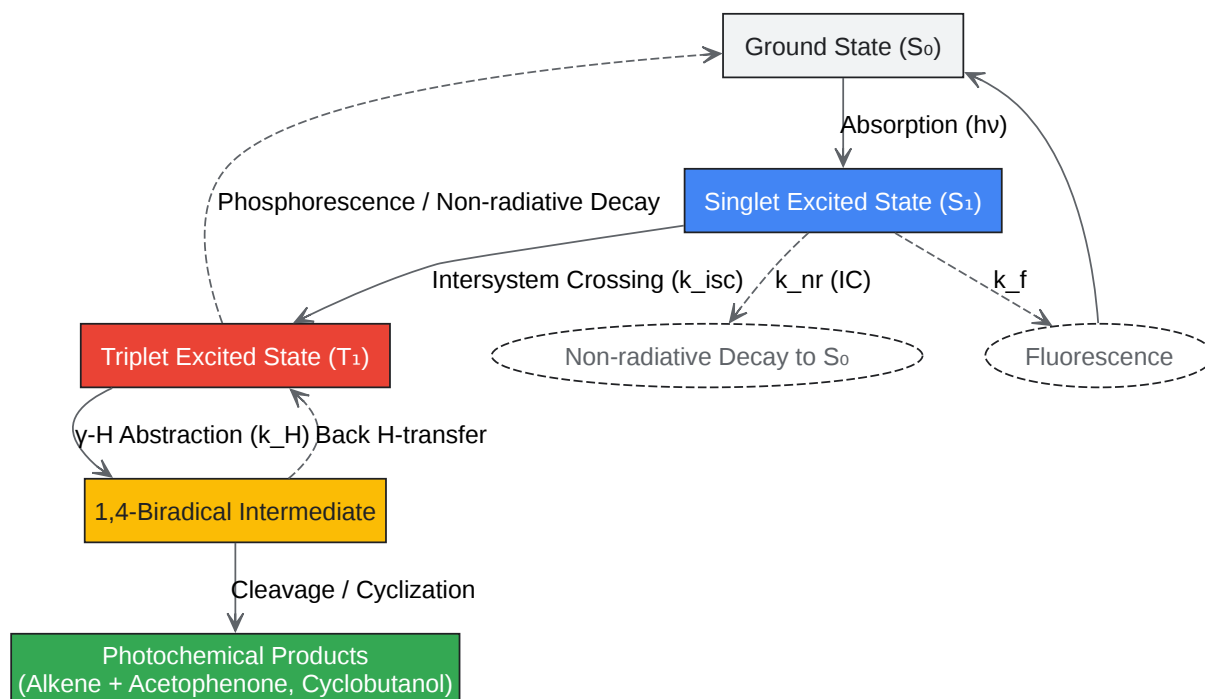 Ground State (S₀)
Absorption (hν)
Phosphorescence / Non-radiative Decay
Singlet Excited State (S₁)
Intersystem Crossing (k_isc)
k_nr (IC)
k_f
Triplet Excited State (T₁)
Non-radiative Decay to S₀
Fluorescence
γ-H Abstraction (k_H)
Back H-transfer
1,4-Biradical Intermediate
Cleavage / Cyclization
Photochemical Products
(Alkene + Acetophenone, Cyclobutanol)